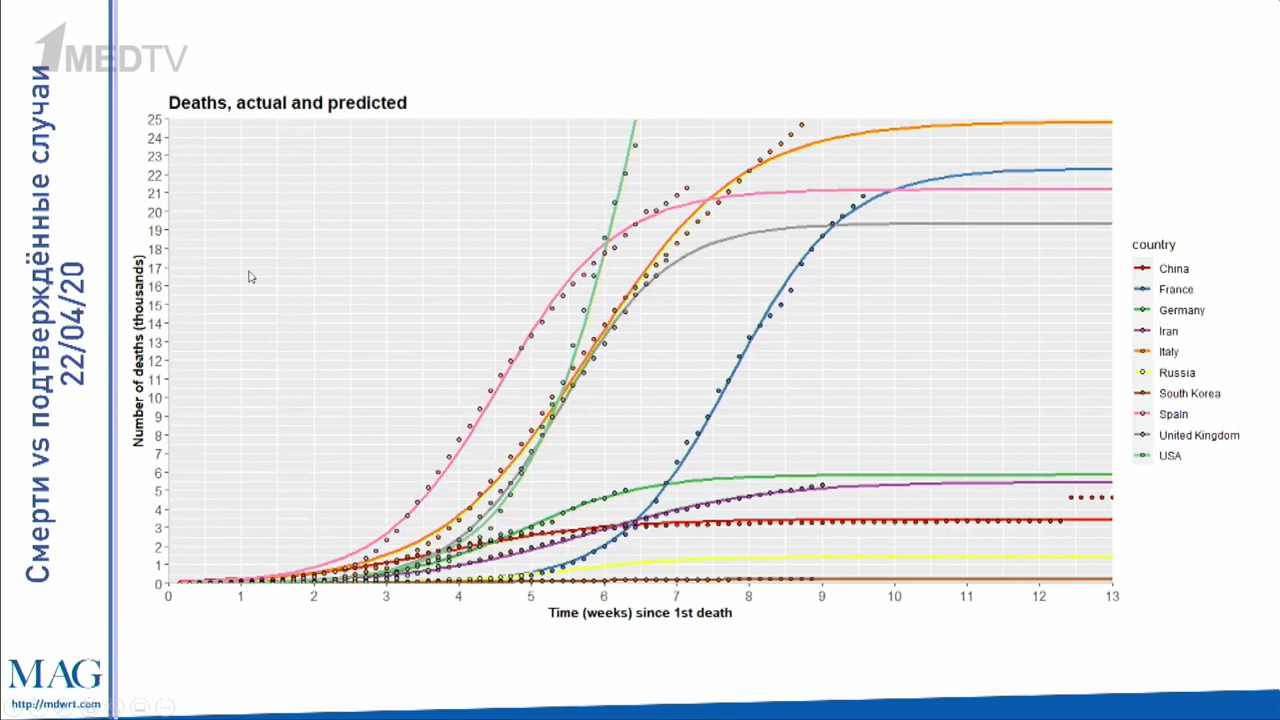 1MEDTV
Смерти vs подтверждённые случаи
22/04/20
Deaths, actual and predicted
Number of deaths (thousands)
25
24
23
22
21
20
19
18
17
16
15
14
13
12
11
10
9
8
7
6
5
4
3
2
1
0
0 1 2 3 4 5 6 7 8 9 10 11 12 13
Time (weeks) since 1st death
country
China
France
Germany
Iran
Italy
Russia
South Korea
Spain
United Kingdom
USA
MAG
http://mdwrt.com